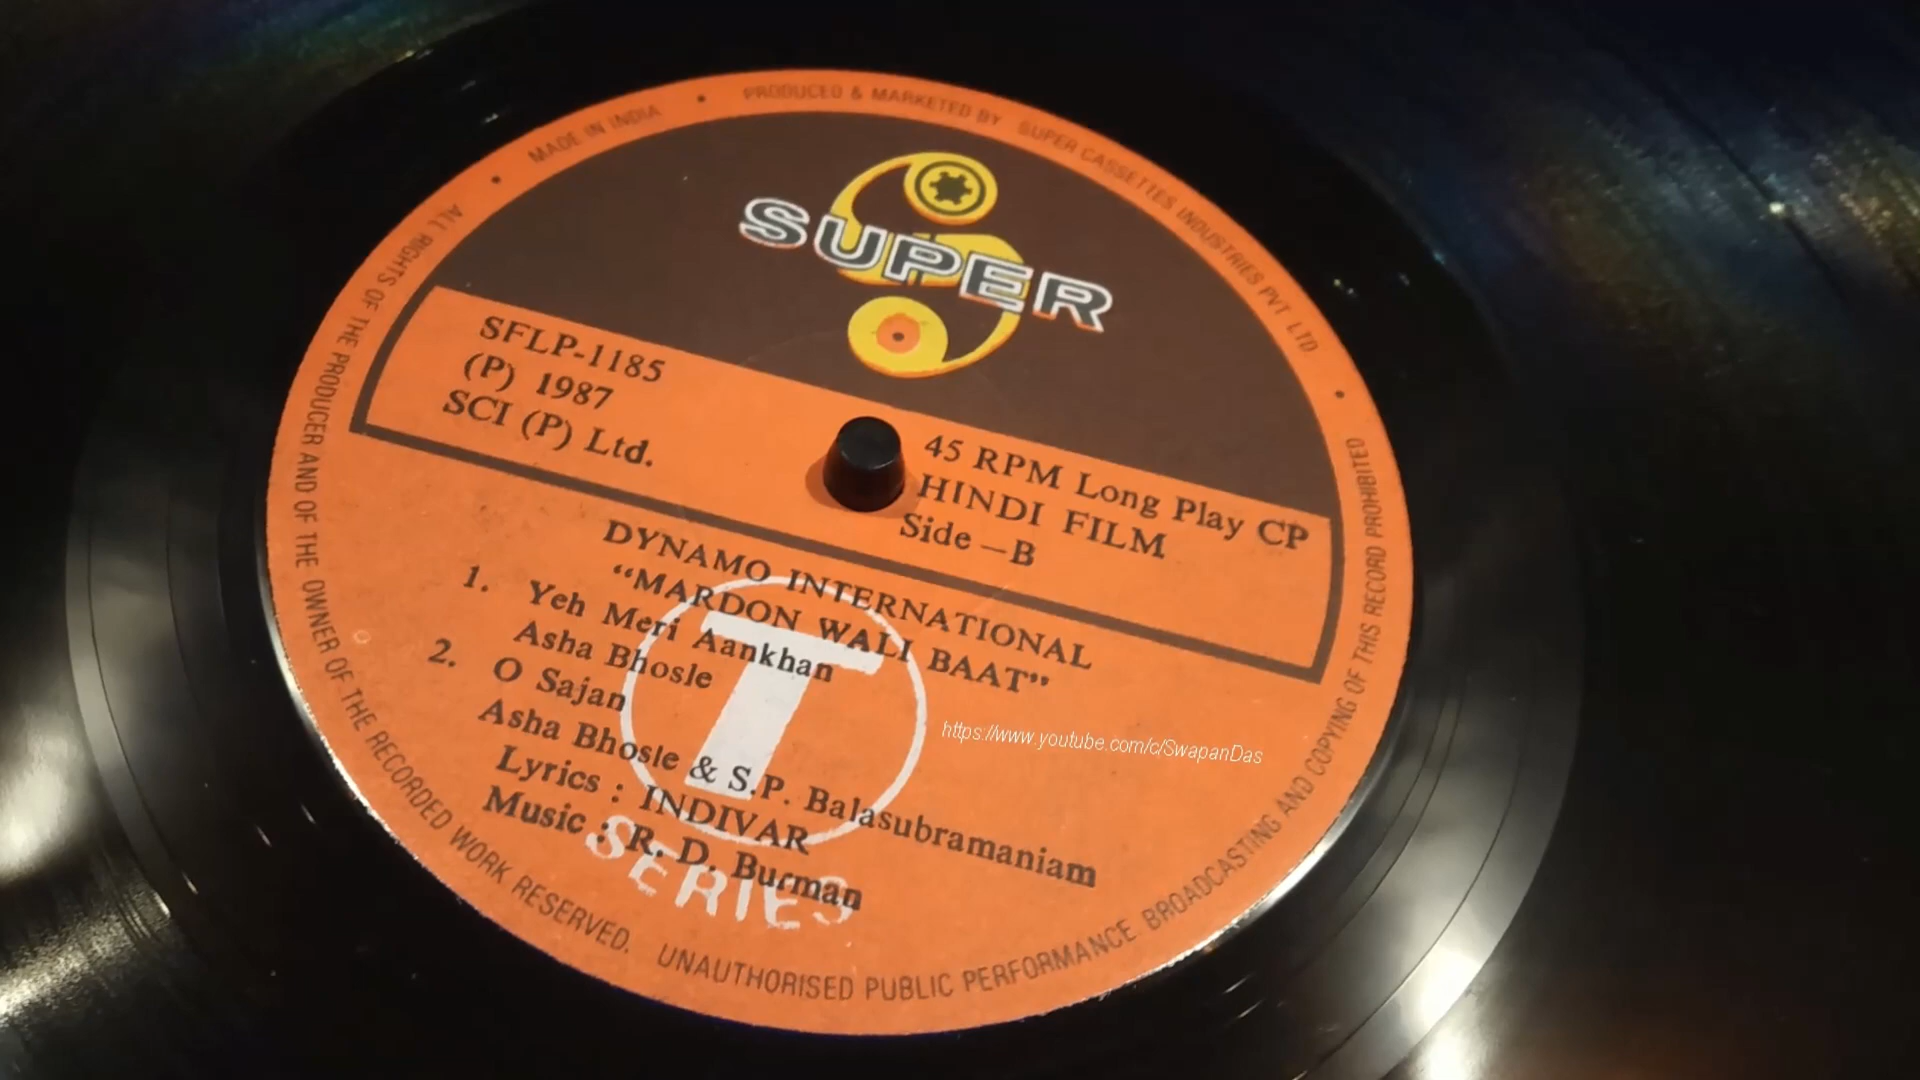 ALL RIGHTS OF THE PRODUCER AND OF THE OWNER OF THE RECORDED WORK RESERVED. UNAUTHORISED PUBLIC PERFORMANCE BROADCASTING AND COPYING OF THIS RECORD PROHIBITED
MADE IN INDIA • PRODUCED & MARKETED BY SUPER CASSETTES INDUSTRIES PVT LTD
SUPER
SFLP-1185
(P) 1987
SCI (P) Ltd.
45 RPM Long Play CP
HINDI FILM
Side – B
DYNAMO INTERNATIONAL
“MARDON WALI BAAT”
1. Yeh Meri Aankhan
Asha Bhosle
2. O Sajan
Asha Bhosle & S.P. Balasubramaniam
Lyrics : INDIVAR
Music : R. D. Burman
T
SERIES
https://www.youtube.com/c/SwapanDas